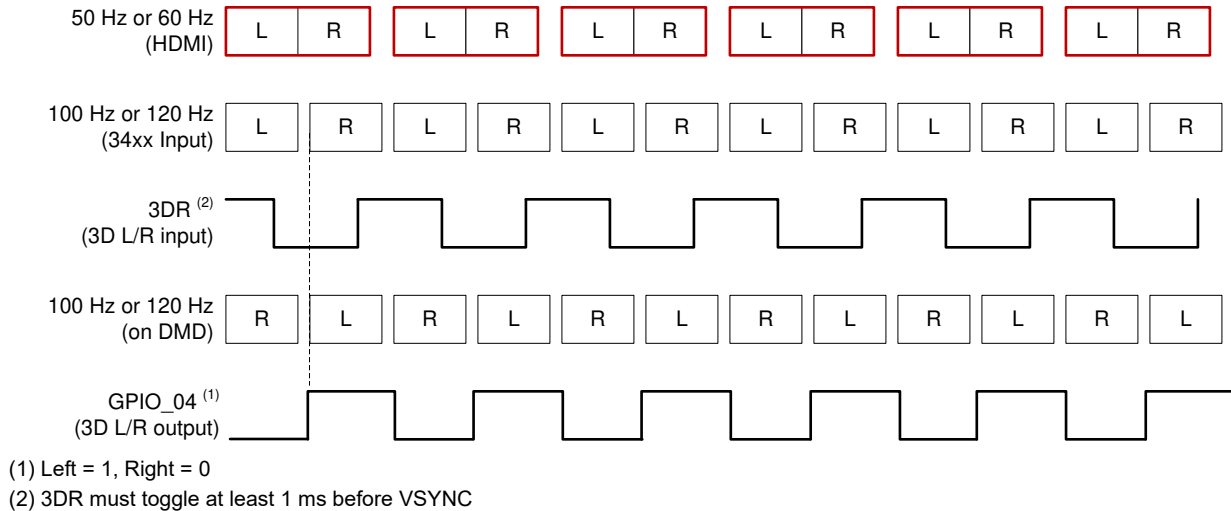 50 Hz or 60 Hz
(HDMI)
L R L R L R L R L R L R
100 Hz or 120 Hz
(34xx Input)
L R L R L R L R L R L R
3DR (2)
(3D L/R input)
100 Hz or 120 Hz
(on DMD)
R L R L R L R L R L R L
GPIO_04 (1)
(3D L/R output)
(1) Left = 1, Right = 0
(2) 3DR must toggle at least 1 ms before VSYNC